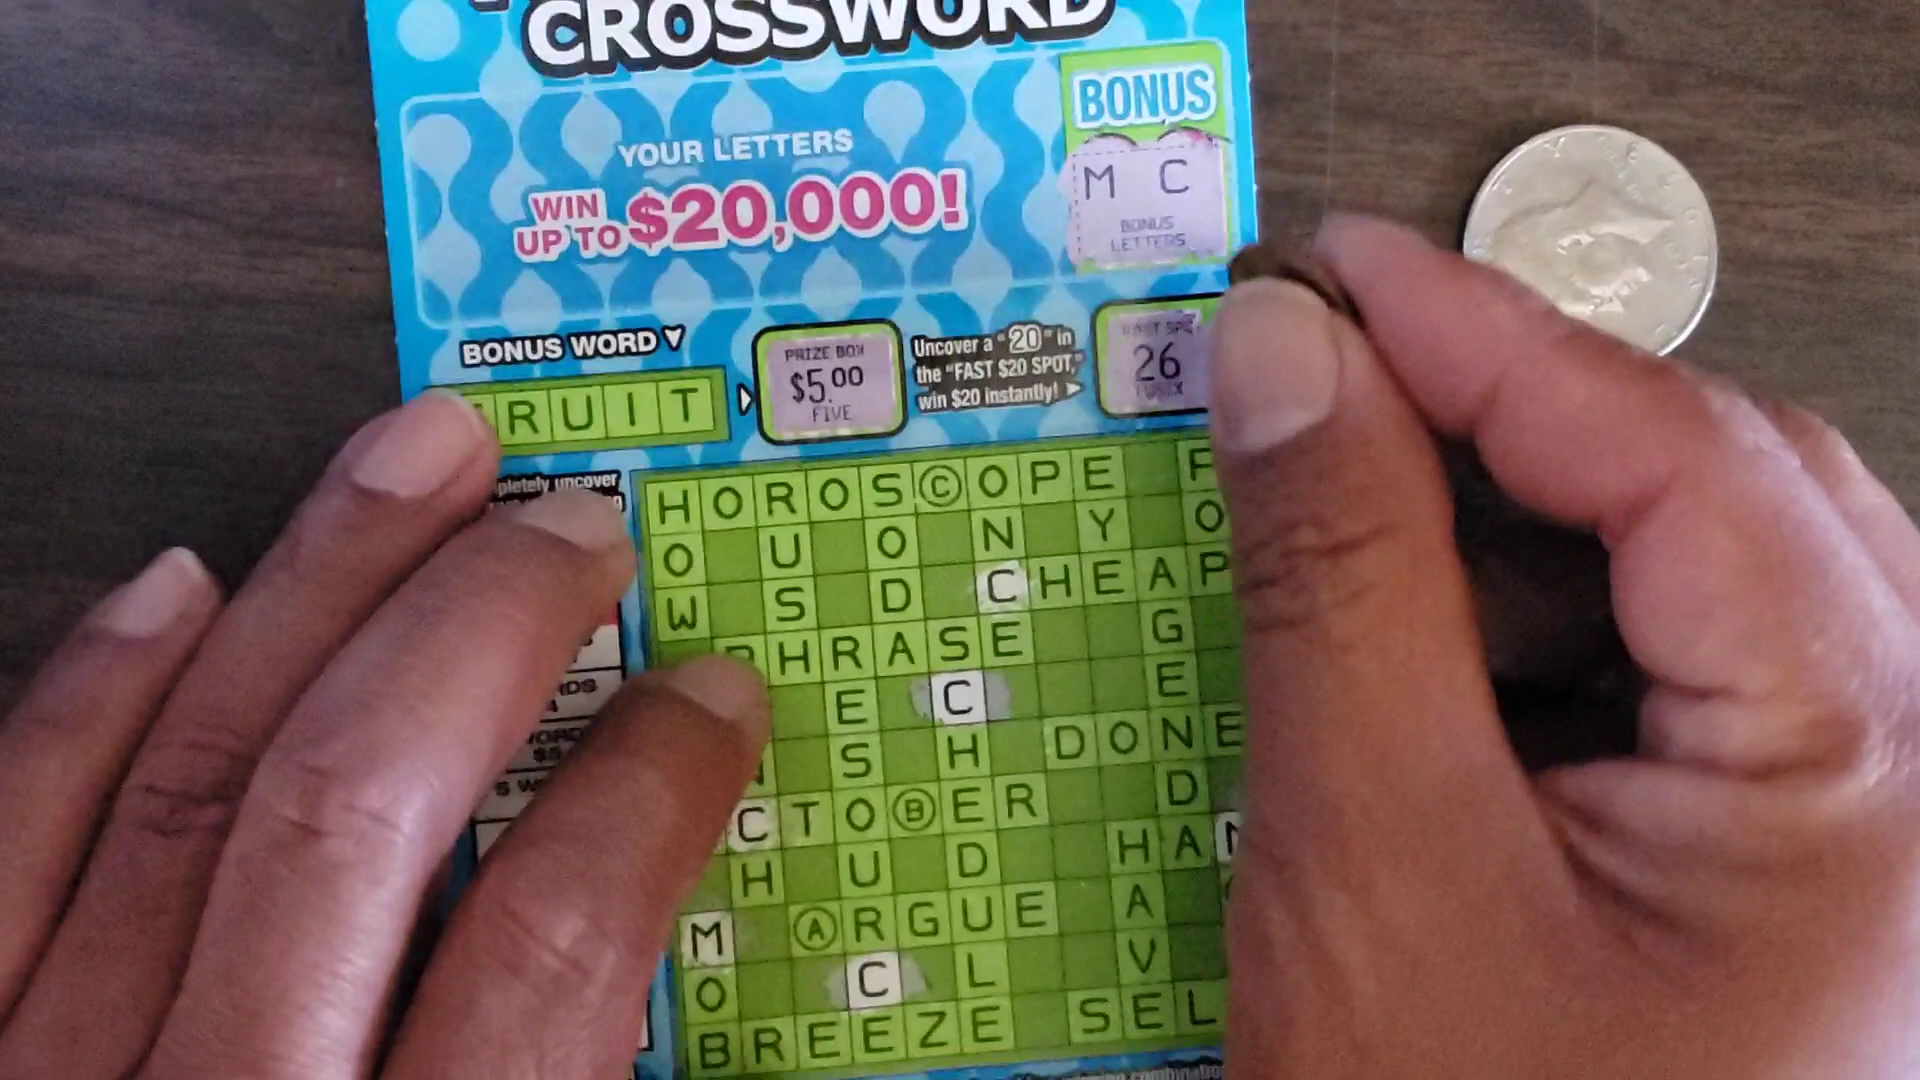 CROSSWORD
BONUS
YOUR LETTERS
WIN
UP TO $20,000!
M C
BONUS
LETTERS
BONUS WORD
RUIT
PRIZE BOX
$5.00
FIVE
Uncover a "20" in
the "FAST $20 SPOT,"
win $20 instantly!
26
uncover
HOROSCOPE
O U O N Y O
W S D CHEAP
PHRASE G
E C E
S H DONE
CTOBER D
H U D HA
M ARGUE A
O C L V
BREEZE SEL